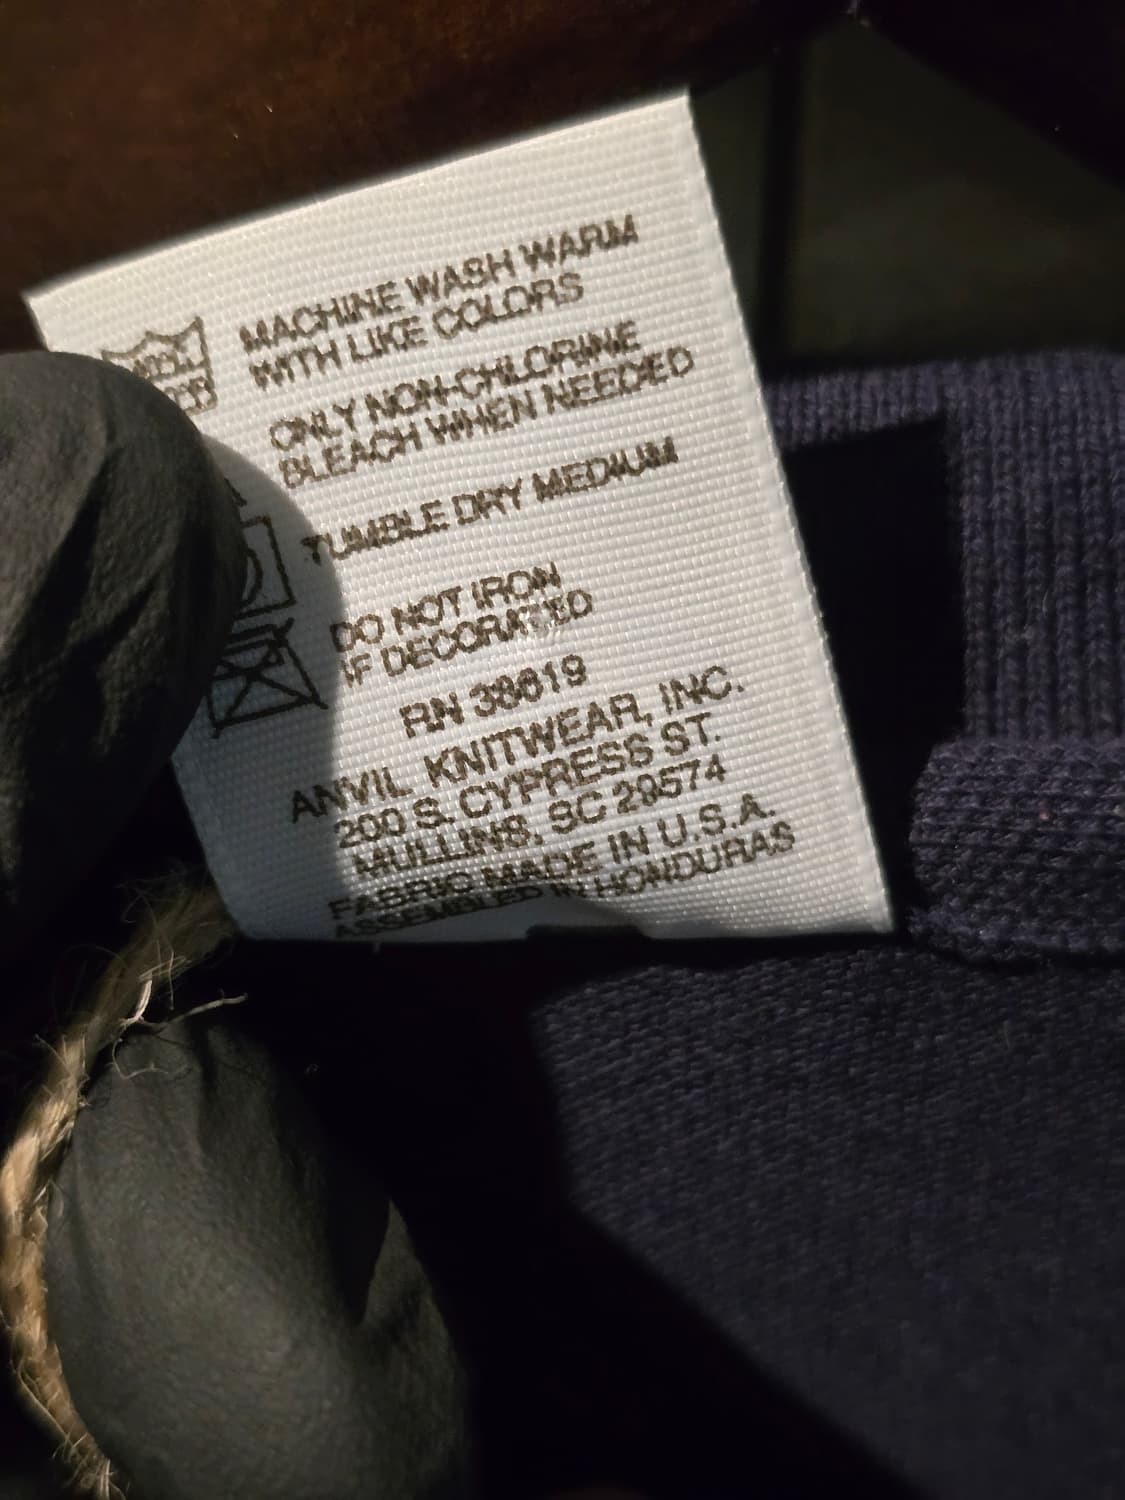 MACHINE WASH WARM
WITH LIKE COLORS
ONLY NON-CHLORINE
BLEACH WHEN NEEDED
TUMBLE DRY MEDIUM
DO NOT IRON
IF DECORATED
RN 36619
ANVIL KNITWEAR, INC.
200 S. CYPRESS ST.
MULLINS, SC 29574
FABRIC MADE IN U.S.A.
ASSEMBLED IN HONDURAS